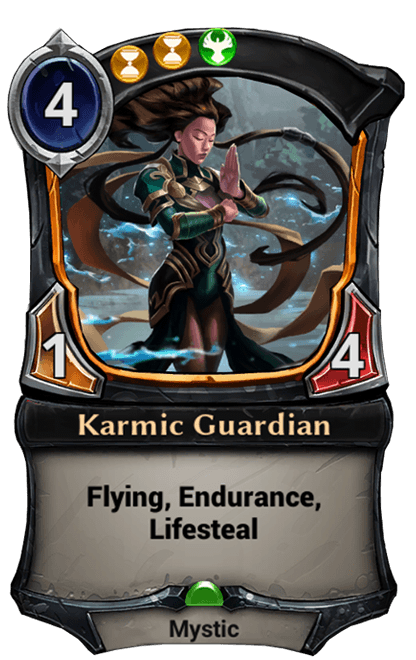 4
1
4
Karmic Guardian
Flying, Endurance,
Lifesteal
Mystic